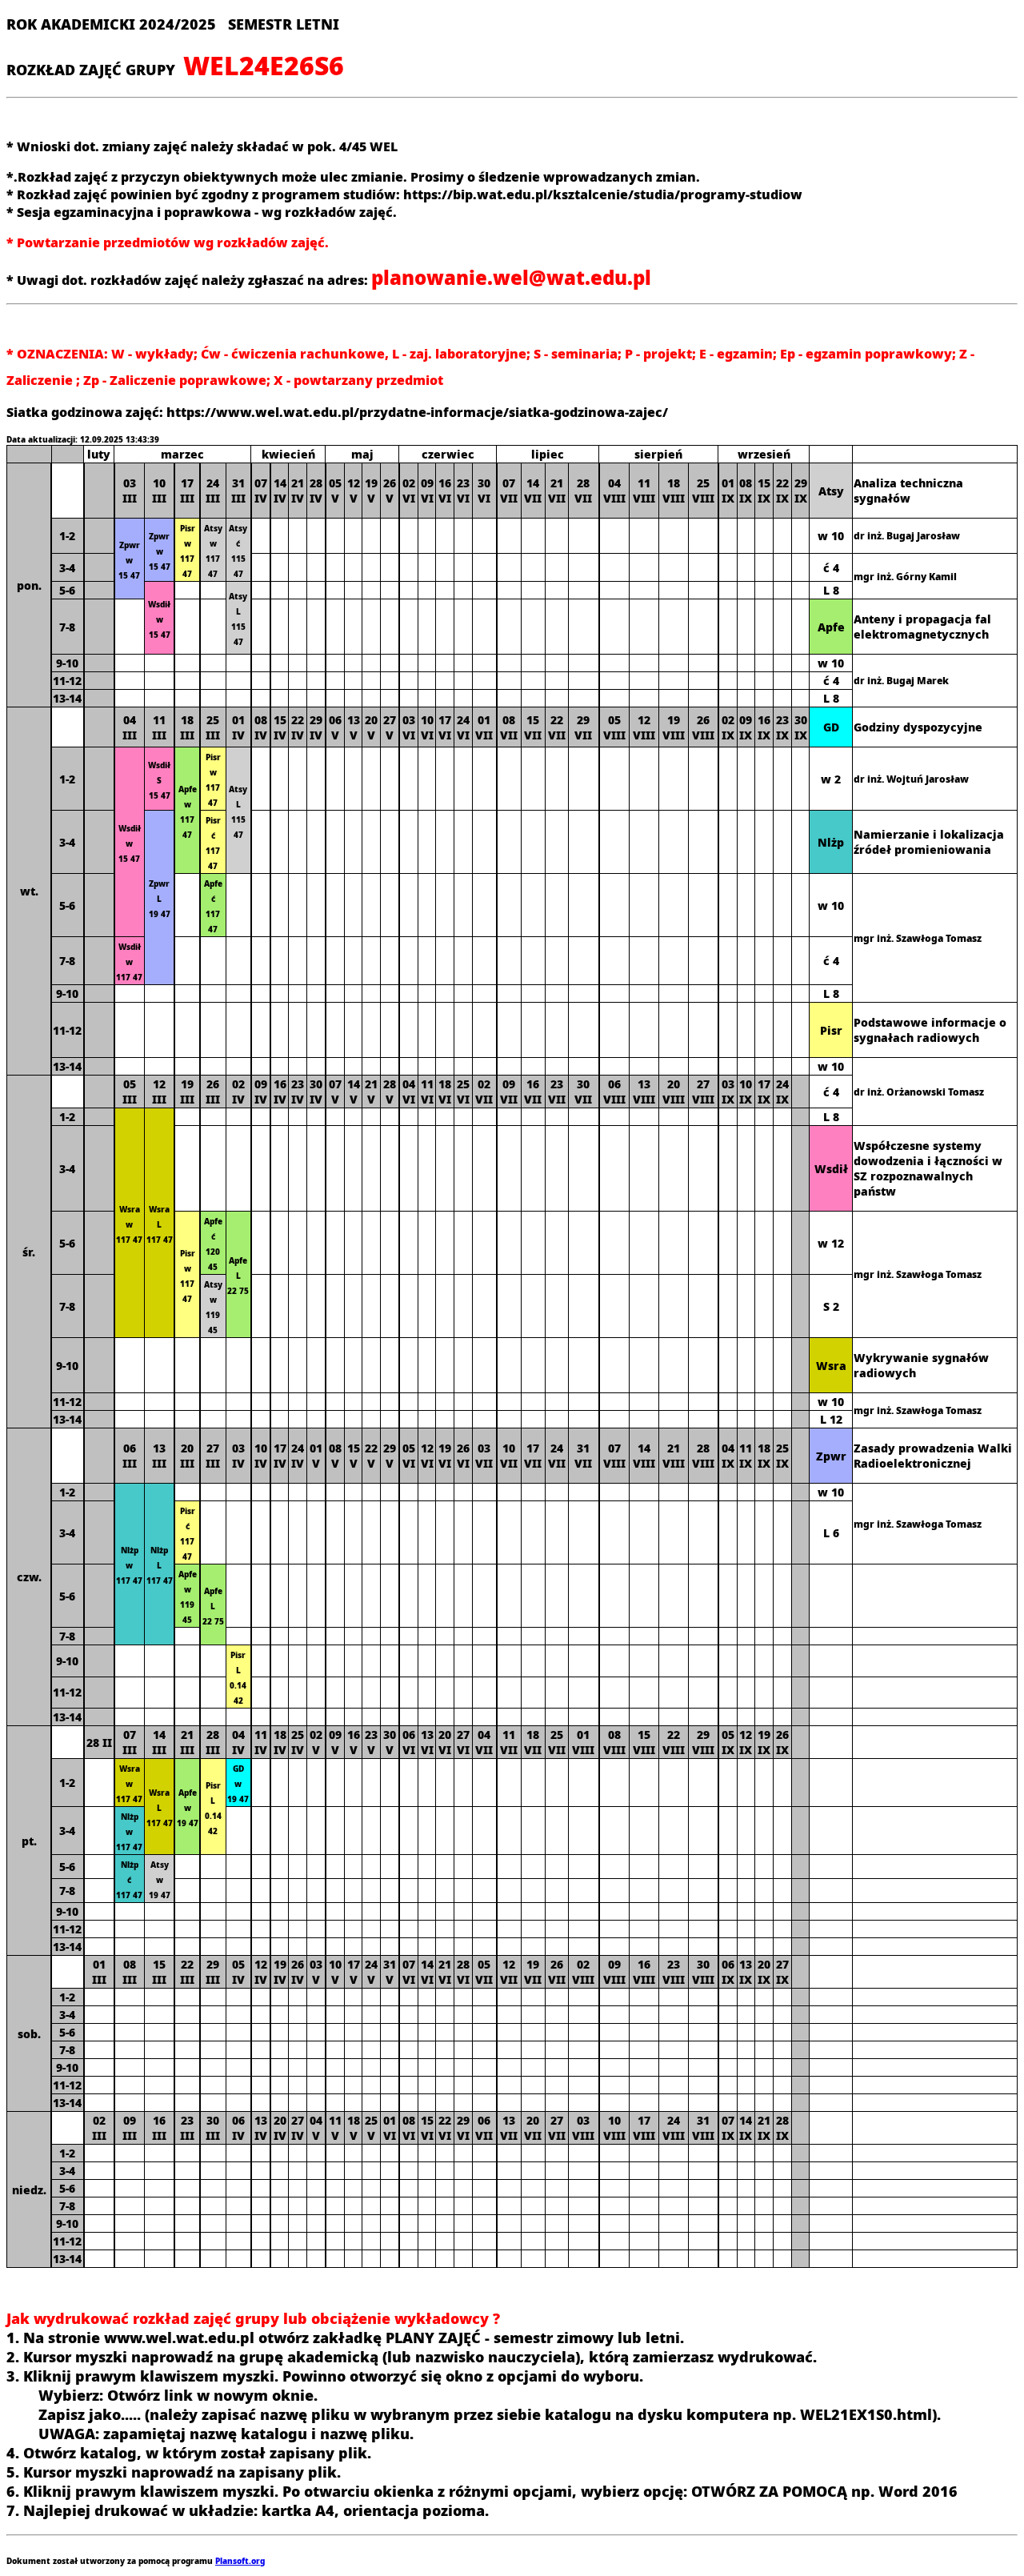 ROK AKADEMICKI 2024/2025 SEMESTR LETNI
ROZKŁAD ZAJĘĆ GRUPY WEL24E26S6
* Wnioski dot. zmiany zajęć należy składać w pok. 4/45 WEL
*.Rozkład zajęć z przyczyn obiektywnych może ulec zmianie. Prosimy o śledzenie wprowadzanych zmian.
* Rozkład zajęć powinien być zgodny z programem studiów: https://bip.wat.edu.pl/ksztalcenie/studia/programy-studiow
* Sesja egzaminacyjna i poprawkowa - wg rozkładów zajęć.
* Powtarzanie przedmiotów wg rozkładów zajęć.
* Uwagi dot. rozkładów zajęć należy zgłaszać na adres: planowanie.wel@wat.edu.pl
* OZNACZENIA: W - wykłady; Ćw - ćwiczenia rachunkowe, L - zaj. laboratoryjne; S - seminaria; P - projekt; E - egzamin; Ep - egzamin poprawkowy; Z -
Zaliczenie ; Zp - Zaliczenie poprawkowe; X - powtarzany przedmiot
Siatka godzinowa zajęć: https://www.wel.wat.edu.pl/przydatne-informacje/siatka-godzinowa-zajec/
Data aktualizacji: 12.09.2025 13:43:39
luty marzec kwiecień maj czerwiec lipiec sierpień wrzesień
pon.
03 10 17 24 31 07 14 21 28 05 12 19 26 02 09 16 23 30 07 14 21 28 04 11 18 25 01 08 15 22 29
III III III III III IV IV IV IV V V V V VI VI VI VI VI VII VII VII VII VIII VIII VIII VIII IX IX IX IX IX
Atsy Analiza techniczna
sygnałów
1-2 w 10 dr inż. Bugaj Jarosław
3-4 ć 4 mgr inż. Górny Kamil
5-6 L 8
7-8 Apfe Anteny i propagacja fal
elektromagnetycznych
9-10 w 10
11-12 ć 4 dr inż. Bugaj Marek
13-14 L 8
Zpwr
w
15 47
Zpwr
w
15 47
Pisr
w
117
47
Atsy
w
117
47
Atsy
ć
115
47
Wsdił
w
15 47
Atsy
L
115
47
wt.
04 11 18 25 01 08 15 22 29 06 13 20 27 03 10 17 24 01 08 15 22 29 05 12 19 26 02 09 16 23 30
III III III III IV IV IV IV IV V V V V VI VI VI VI VII VII VII VII VII VIII VIII VIII VIII IX IX IX IX IX
GD Godziny dyspozycyjne
1-2 w 2 dr inż. Wojtuń Jarosław
3-4 Nlżp Namierzanie i lokalizacja
źródeł promieniowania
5-6 w 10
mgr inż. Szawłoga Tomasz
7-8 ć 4
9-10 L 8
11-12 Pisr Podstawowe informacje o
sygnałach radiowych
13-14 w 10
Wsdił
w
15 47
Wsdił
S
15 47
Apfe
w
117
47
Pisr
w
117
47
Atsy
L
115
47
Zpwr
L
19 47
Pisr
ć
117
47
Apfe
ć
117
47
Wsdił
w
117 47
śr.
05 12 19 26 02 09 16 23 30 07 14 21 28 04 11 18 25 02 09 16 23 30 06 13 20 27 03 10 17 24
III III III III IV IV IV IV IV V V V V VI VI VI VI VII VII VII VII VII VIII VIII VIII VIII IX IX IX IX
ć 4 dr inż. Orżanowski Tomasz
1-2 L 8
3-4 Wsdił Współczesne systemy
dowodzenia i łączności w
SZ rozpoznawalnych
państw
5-6 w 12
mgr inż. Szawłoga Tomasz
7-8 S 2
9-10 Wsra Wykrywanie sygnałów
radiowych
11-12 w 10
mgr inż. Szawłoga Tomasz
13-14 L 12
Wsra
w
117 47
Wsra
L
117 47
Pisr
w
117
47
Apfe
ć
120
45
Apfe
L
22 75
Atsy
w
119
45
czw.
06 13 20 27 03 10 17 24 01 08 15 22 29 05 12 19 26 03 10 17 24 31 07 14 21 28 04 11 18 25
III III III III IV IV IV IV V V V V V VI VI VI VI VII VII VII VII VII VIII VIII VIII VIII IX IX IX IX
Zpwr Zasady prowadzenia Walki
Radioelektronicznej
1-2 w 10
mgr inż. Szawłoga Tomasz
3-4 L 6
5-6
7-8
9-10
11-12
13-14
Nlżp
w
117 47
Nlżp
L
117 47
Pisr
ć
117
47
Apfe
w
119
45
Apfe
L
22 75
Pisr
L
0.14
42
pt.
28 II 07 14 21 28 04 11 18 25 02 09 16 23 30 06 13 20 27 04 11 18 25 01 08 15 22 29 05 12 19 26
III III III III IV IV IV IV V V V V V VI VI VI VI VII VII VII VII VIII VIII VIII VIII VIII IX IX IX IX
1-2
3-4
5-6
7-8
9-10
11-12
13-14
Wsra
w
117 47
Wsra
L
117 47
Apfe
w
19 47
Pisr
L
0.14
42
GD
w
19 47
Nlżp
w
117 47
Nlżp
ć
117 47
Atsy
w
19 47
sob.
01 08 15 22 29 05 12 19 26 03 10 17 24 31 07 14 21 28 05 12 19 26 02 09 16 23 30 06 13 20 27
III III III III III IV IV IV IV V V V V V VI VI VI VI VII VII VII VII VIII VIII VIII VIII VIII IX IX IX IX
1-2
3-4
5-6
7-8
9-10
11-12
13-14
niedz.
02 09 16 23 30 06 13 20 27 04 11 18 25 01 08 15 22 29 06 13 20 27 03 10 17 24 31 07 14 21 28
III III III III III IV IV IV IV V V V V VI VI VI VI VI VII VII VII VII VIII VIII VIII VIII VIII IX IX IX IX
1-2
3-4
5-6
7-8
9-10
11-12
13-14
Jak wydrukować rozkład zajęć grupy lub obciążenie wykładowcy ?
1. Na stronie www.wel.wat.edu.pl otwórz zakładkę PLANY ZAJĘĆ - semestr zimowy lub letni.
2. Kursor myszki naprowadź na grupę akademicką (lub nazwisko nauczyciela), którą zamierzasz wydrukować.
3. Kliknij prawym klawiszem myszki. Powinno otworzyć się okno z opcjami do wyboru.
Wybierz: Otwórz link w nowym oknie.
Zapisz jako..... (należy zapisać nazwę pliku w wybranym przez siebie katalogu na dysku komputera np. WEL21EX1S0.html).
UWAGA: zapamiętaj nazwę katalogu i nazwę pliku.
4. Otwórz katalog, w którym został zapisany plik.
5. Kursor myszki naprowadź na zapisany plik.
6. Kliknij prawym klawiszem myszki. Po otwarciu okienka z różnymi opcjami, wybierz opcję: OTWÓRZ ZA POMOCĄ np. Word 2016
7. Najlepiej drukować w układzie: kartka A4, orientacja pozioma.
Dokument został utworzony za pomocą programu Plansoft.org